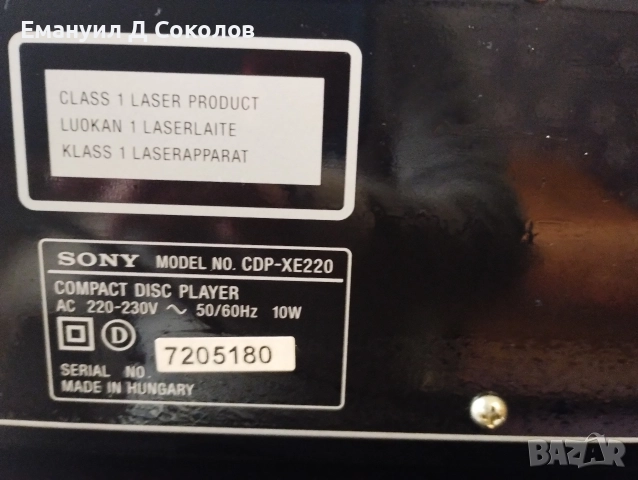 Емануил Д Соколов
CLASS 1 LASER PRODUCT
LUOKAN 1 LASERLAITE
KLASS 1 LASERAPPARAT
SONY MODEL NO. CDP-XE220
COMPACT DISC PLAYER
AC 220-230V ~ 50/60Hz 10W
D
SERIAL NO. 7205180
MADE IN HUNGARY
BAZAR